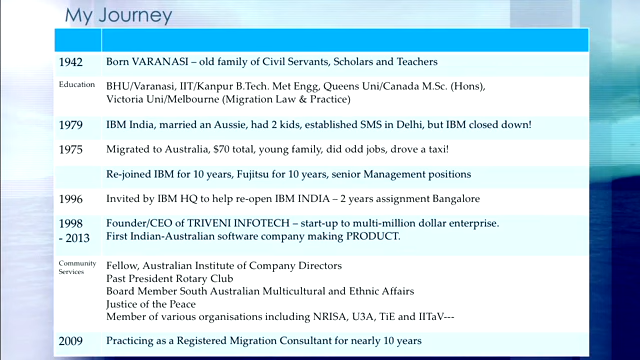 My Journey
1942 Born VARANASI – old family of Civil Servants, Scholars and Teachers
Education BHU/Varanasi, IIT/Kanpur B.Tech. Met Engg, Queens Uni/Canada M.Sc. (Hons),
Victoria Uni/Melbourne (Migration Law & Practice)
1979 IBM India, married an Aussie, had 2 kids, established SMS in Delhi, but IBM closed down!
1975 Migrated to Australia, $70 total, young family, did odd jobs, drove a taxi!
Re-joined IBM for 10 years, Fujitsu for 10 years, senior Management positions
1996 Invited by IBM HQ to help re-open IBM INDIA – 2 years assignment Bangalore
1998 Founder/CEO of TRIVENI INFOTECH – start-up to multi-million dollar enterprise.
- 2013 First Indian-Australian software company making PRODUCT.
Community Services Fellow, Australian Institute of Company Directors
Past President Rotary Club
Board Member South Australian Multicultural and Ethnic Affairs
Justice of the Peace
Member of various organisations including NRISA, U3A, TiE and IITaV---
2009 Practicing as a Registered Migration Consultant for nearly 10 years